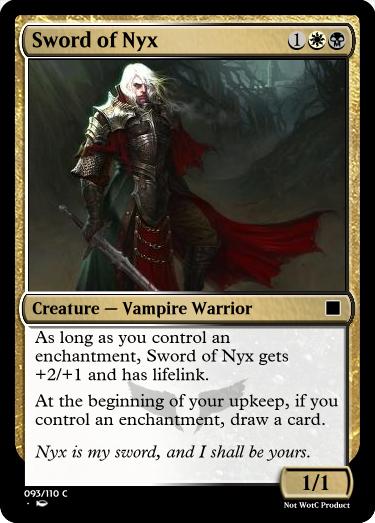 Sword of Nyx 1
Creature — Vampire Warrior
As long as you control an
enchantment, Sword of Nyx gets
+2/+1 and has lifelink.
At the beginning of your upkeep, if you
control an enchantment, draw a card.
Nyx is my sword, and I shall be yours.
1/1
093/110 C
Not WotC Product